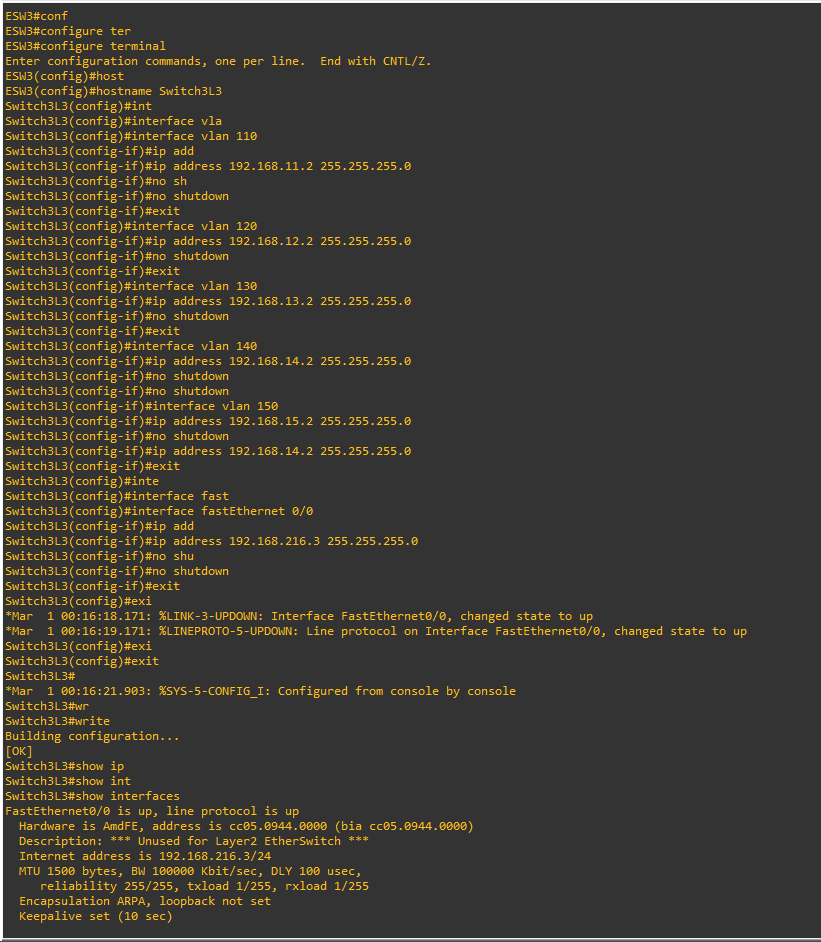 ESW3#conf
ESW3#configure ter
ESW3#configure terminal
Enter configuration commands, one per line.  End with CNTL/Z.
ESW3(config)#host
ESW3(config)#hostname Switch3L3
Switch3L3(config)#int
Switch3L3(config)#interface vla
Switch3L3(config)#interface vlan 110
Switch3L3(config-if)#ip add
Switch3L3(config-if)#ip address 192.168.11.2 255.255.255.0
Switch3L3(config-if)#no sh
Switch3L3(config-if)#no shutdown
Switch3L3(config-if)#exit
Switch3L3(config)#interface vlan 120
Switch3L3(config-if)#ip address 192.168.12.2 255.255.255.0
Switch3L3(config-if)#no shutdown
Switch3L3(config-if)#exit
Switch3L3(config)#interface vlan 130
Switch3L3(config-if)#ip address 192.168.13.2 255.255.255.0
Switch3L3(config-if)#no shutdown
Switch3L3(config-if)#exit
Switch3L3(config)#interface vlan 140
Switch3L3(config-if)#ip address 192.168.14.2 255.255.255.0
Switch3L3(config-if)#no shutdown
Switch3L3(config-if)#no shutdown
Switch3L3(config-if)#interface vlan 150
Switch3L3(config-if)#ip address 192.168.15.2 255.255.255.0
Switch3L3(config-if)#no shutdown
Switch3L3(config-if)#ip address 192.168.14.2 255.255.255.0
Switch3L3(config-if)#exit
Switch3L3(config)#inte
Switch3L3(config)#interface fast
Switch3L3(config)#interface fastEthernet 0/0
Switch3L3(config-if)#ip add
Switch3L3(config-if)#ip address 192.168.216.3 255.255.255.0
Switch3L3(config-if)#no shu
Switch3L3(config-if)#no shutdown
Switch3L3(config-if)#exit
Switch3L3(config)#exi
*Mar  1 00:16:18.171: %LINK-3-UPDOWN: Interface FastEthernet0/0, changed state to up
*Mar  1 00:16:19.171: %LINEPROTO-5-UPDOWN: Line protocol on Interface FastEthernet0/0, changed state to up
Switch3L3(config)#exi
Switch3L3(config)#exit
Switch3L3#
*Mar  1 00:16:21.903: %SYS-5-CONFIG_I: Configured from console by console
Switch3L3#wr
Switch3L3#write
Building configuration...
[OK]
Switch3L3#show ip
Switch3L3#show int
Switch3L3#show interfaces
FastEthernet0/0 is up, line protocol is up
  Hardware is AmdFE, address is cc05.0944.0000 (bia cc05.0944.0000)
  Description: *** Unused for Layer2 EtherSwitch ***
  Internet address is 192.168.216.3/24
  MTU 1500 bytes, BW 100000 Kbit/sec, DLY 100 usec,
     reliability 255/255, txload 1/255, rxload 1/255
  Encapsulation ARPA, loopback not set
  Keepalive set (10 sec)